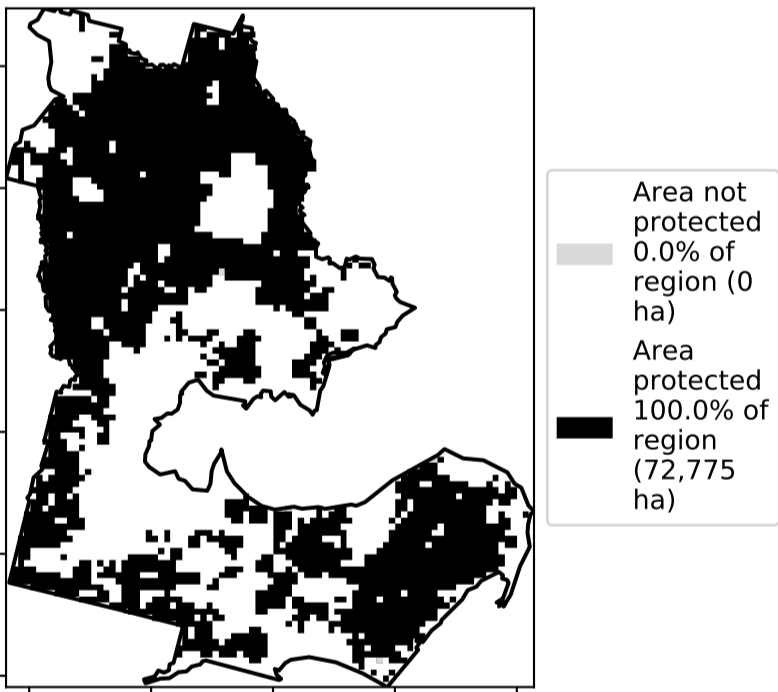 Area not
protected
0.0% of
region (0
ha)
Area
protected
100.0% of
region
(72,775
ha)